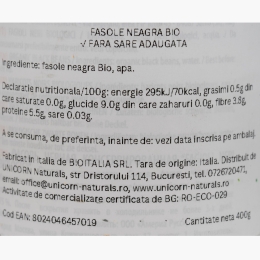 FASOLE NEAGRA BIO
√ FARA SARE ADAUGATA
Ingrediente: fasole neagra Bio, apa.
Declaratie nutritionala/100g: energie 295kJ/70kcal, grasimi 0.5g din
care saturate 0.0g, glucide 9.0g din care zaharuri 0.0g, fibre 3.8g,
proteine 5.5g, sare 0.03g.
A se consuma, de preferinta, inainte de: vezi data inscrisa pe ambalaj.
Fabricat in Italia de BIOITALIA SRL. Tara de origine: Italia. Distribuit de
UNICORN Naturals, str Dristorului 114, Bucuresti, tel. 0726720471,
email: office@unicorn-naturals.ro, www.unicorn-naturals.ro
Activitate de comercializare certificata de BG: RO-ECO-029
Cod EAN: 8024046457019 Cantitate neta 400g